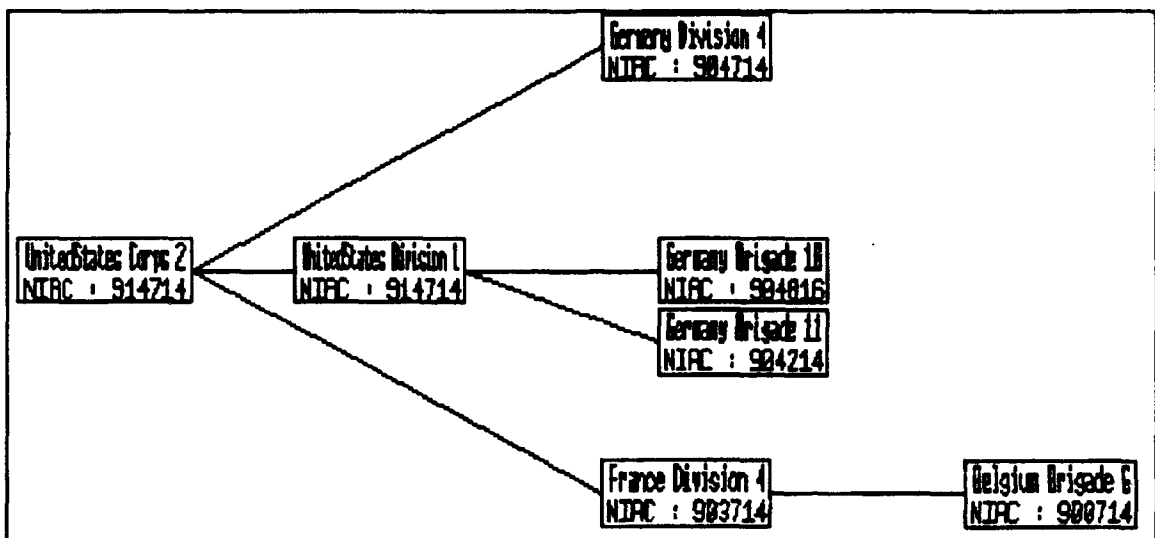 Germany Division 4
NIAC : 904714
UnitedStates Corps 2
NIAC : 914714
UnitedStates Division 1
NIAC : 914714
Germany Brigade 10
NIAC : 904816
Germany Brigade 11
NIAC : 904214
France Division 4
NIAC : 903714
Belgium Brigade 6
NIAC : 900714